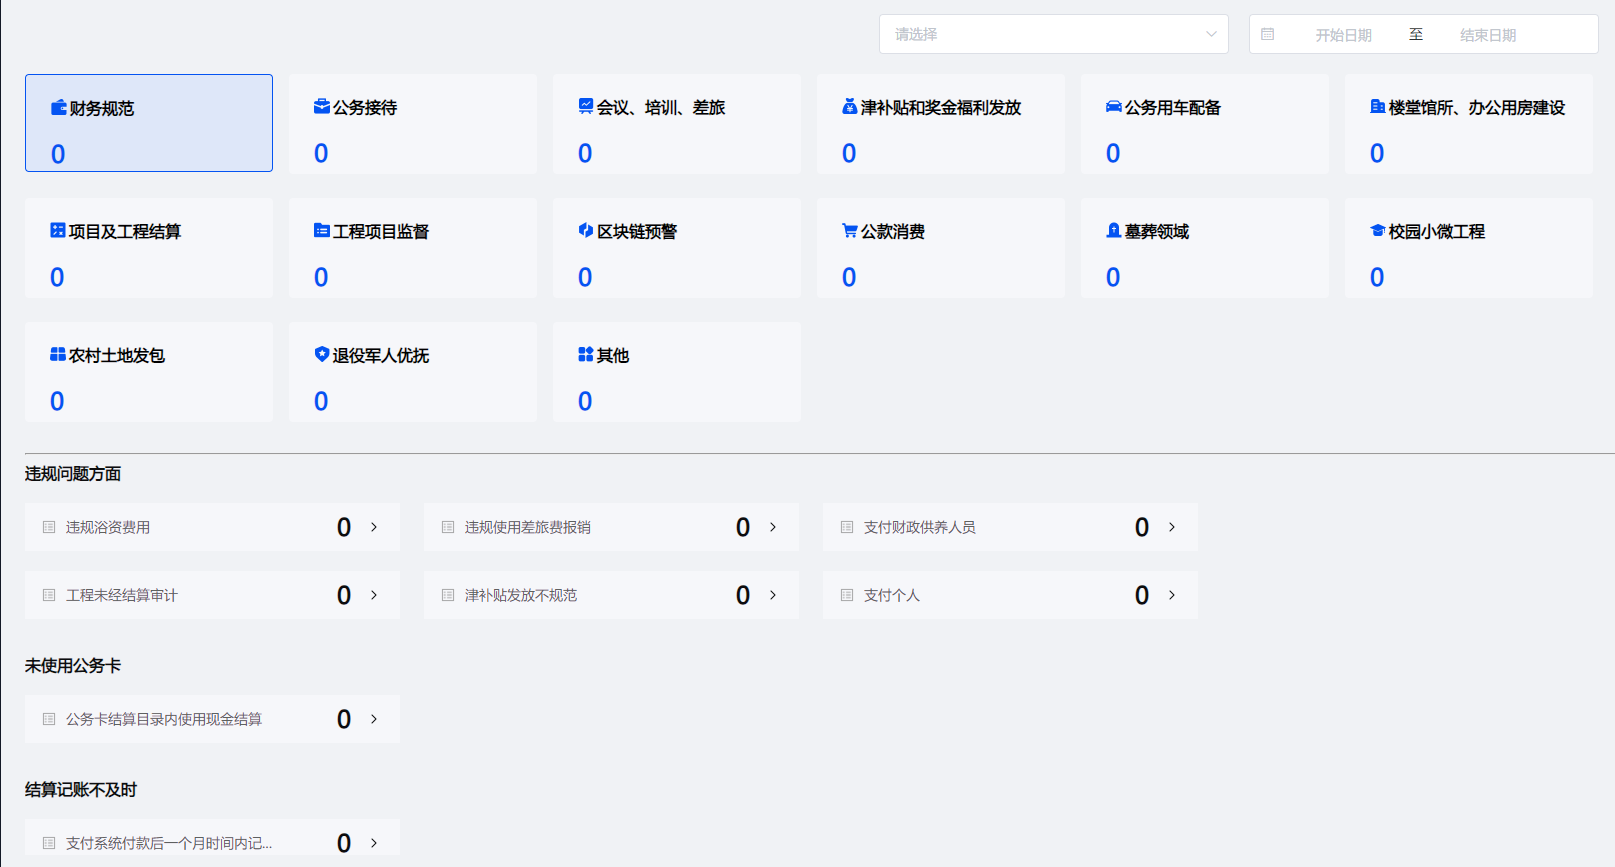 请选择 开始日期 至 结束日期
财务规范 公务接待 会议、培训、差旅 津补贴和奖金福利发放 公务用车配备 楼堂馆所、办公用房建设
0 0 0 0 0 0
项目及工程结算 工程项目监督 区块链预警 公款消费 墓葬领域 校园小微工程
0 0 0 0 0 0
农村土地发包 退役军人优抚 其他
0 0 0
违规问题方面
违规浴资费用 0 违规使用差旅费报销 0 支付财政供养人员 0
工程未经结算审计 0 津补贴发放不规范 0 支付个人 0
未使用公务卡
公务卡结算目录内使用现金结算 0
结算记账不及时
支付系统付款后一个月时间内记... 0